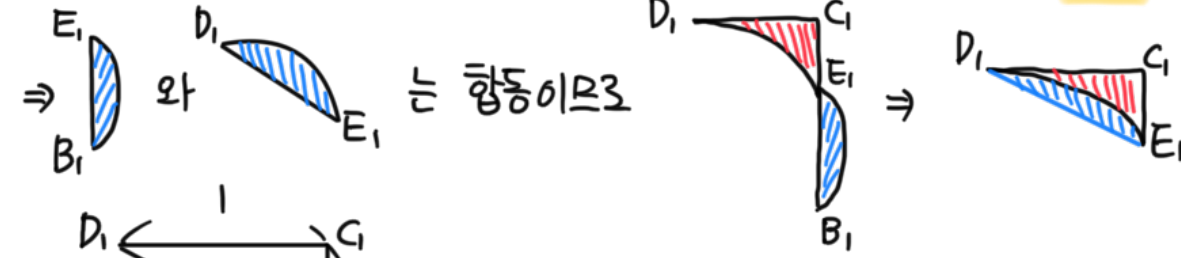 E₁ D₁ D₁ C₁
⇒ 와 는 합동이므로 E₁ ⇒ D₁ C₁
B₁ E₁ E₁
1 B₁
D₁ C₁